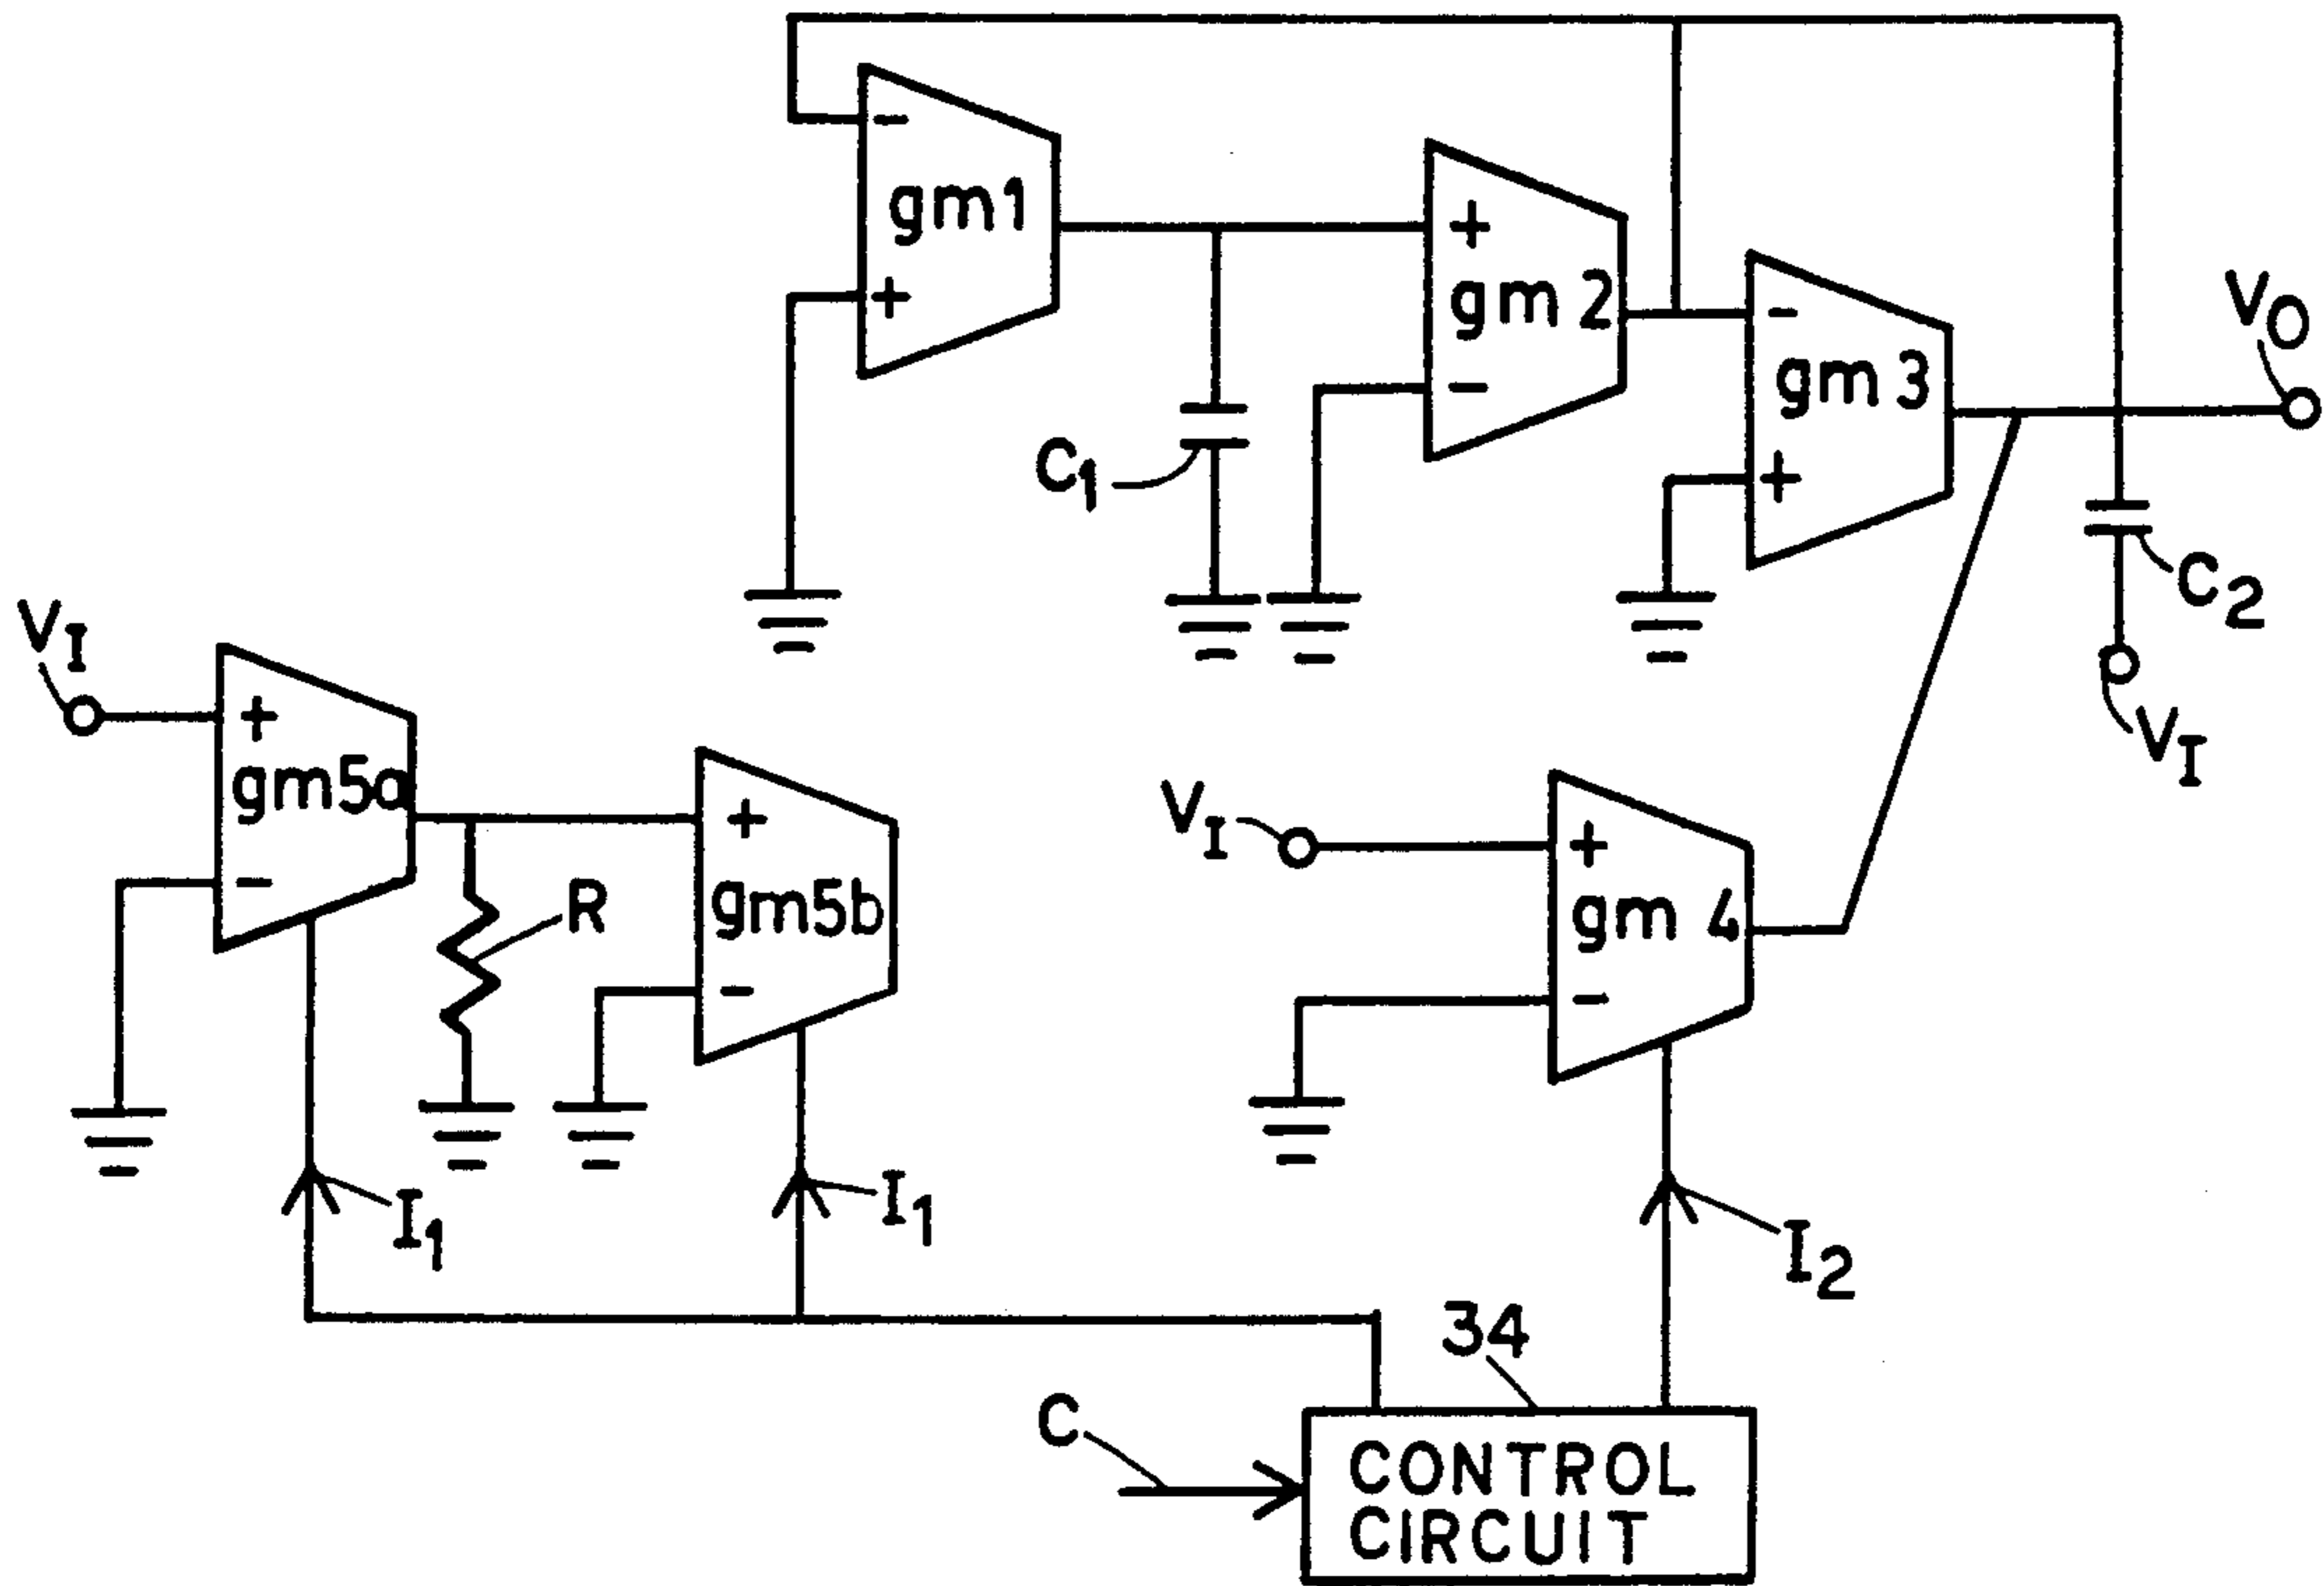 -
gm1
+
+
gm 2
-
-
gm 3
+
VO
C1
C2
VI
VI
+
gm5a
-
R
+
gm5b
-
VI
+
gm 4
-
I1
I1
I2
34
C
CONTROL
CIRCUIT